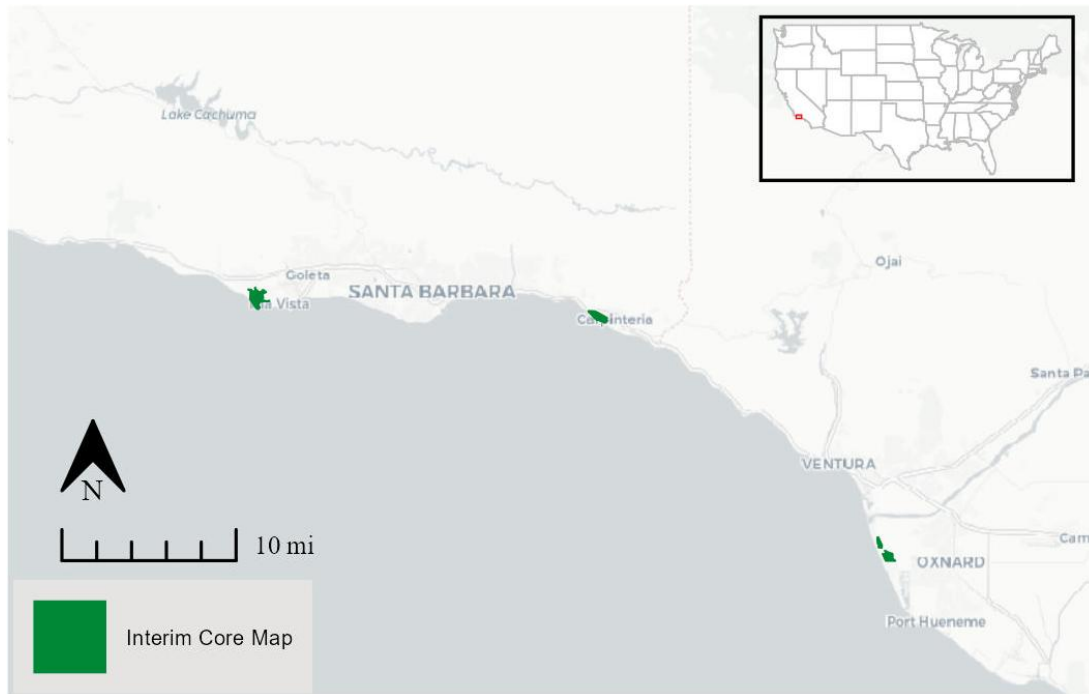 Lake Cachuma
Ojai
Goleta
SANTA BARBARA
Vista
Carpinteria
Santa Pa
VENTURA
N
10 mi
OXNARD
Cam
Port Hueneme
Interim Core Map